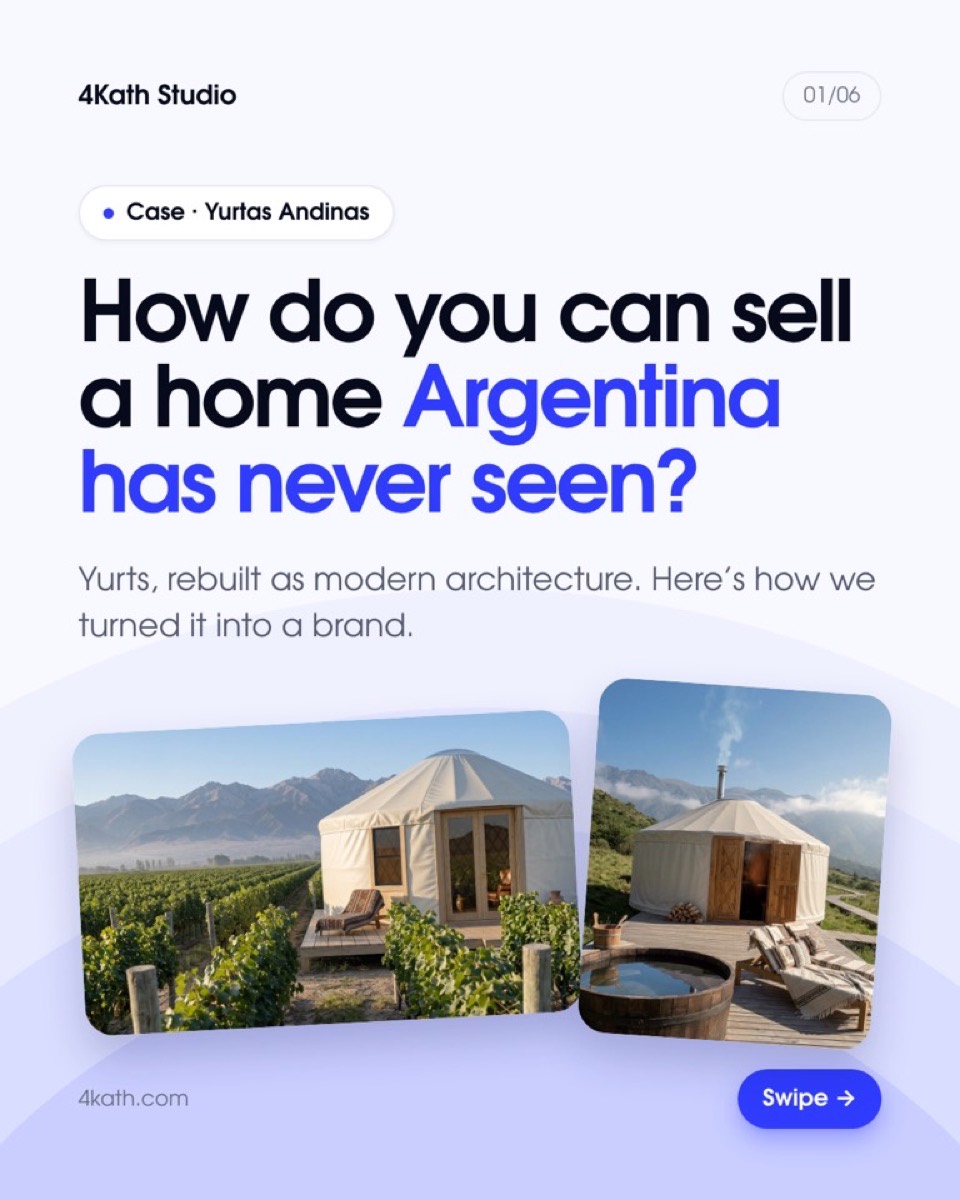 4Kath Studio
01/06
Case · Yurtas Andinas
How do you can sell
a home Argentina
has never seen?
Yurts, rebuilt as modern architecture. Here’s how we
turned it into a brand.
4kath.com
Swipe →